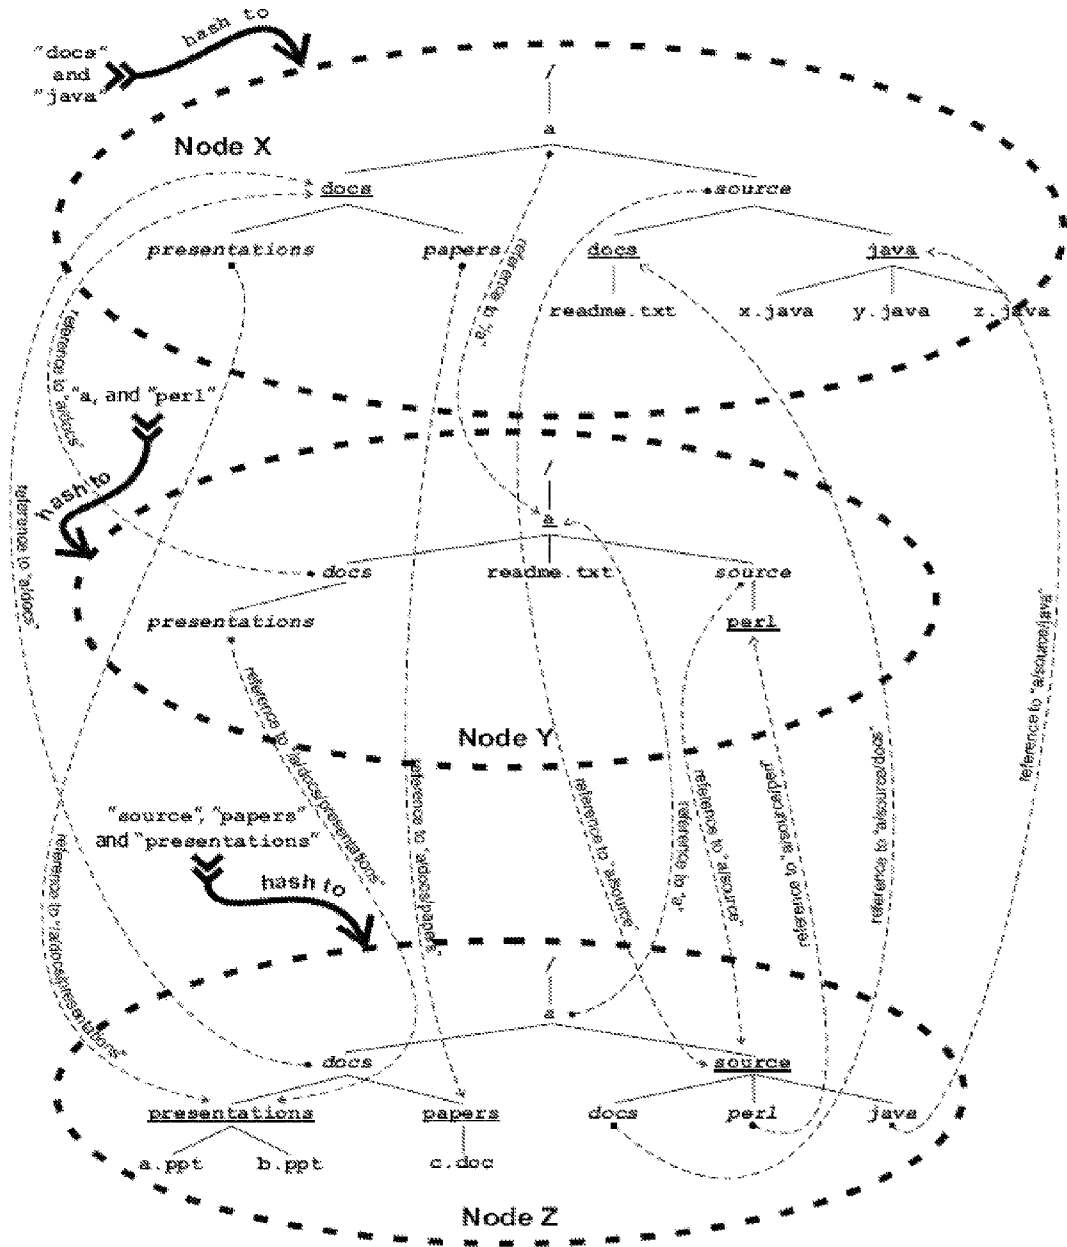 hash to
"docs"
and
"java"
/
a
Node X
docs
source
presentations
papers
docs
java
readme.txt
x.java
y.java
z.java
reference to "a"
reference to "a/docs"
"a, and "perl"
hash to
/
a
reference to "a/docs"
docs
readme.txt
source
presentations
perl
reference to "a/source/java"
Node Y
reference to "/a/docs/presentations"
reference to "a/docs/papers"
reference to "a/source"
reference to "a"
reference to "a/source"
reference to "a/source/perl"
reference to "a/source/docs"
"source", "papers"
and "presentations"
hash to
reference to "/a/docs/presentations"
/
a
docs
source
presentations
papers
docs
perl
java
a.ppt
b.ppt
c.doc
Node Z